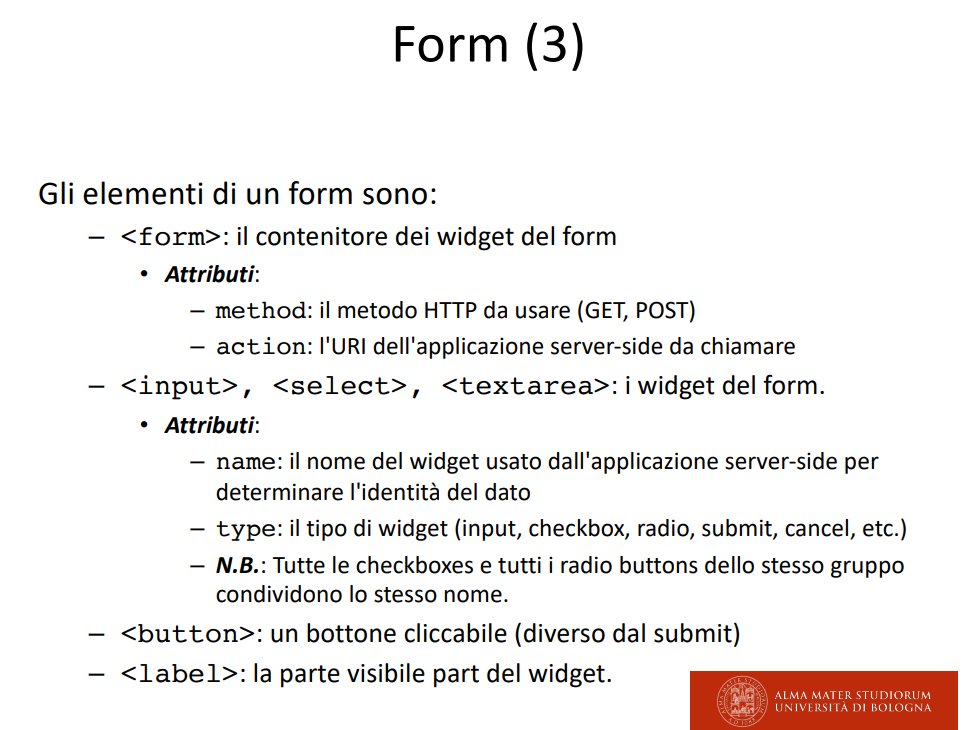 Form (3)
Gli elementi di un form sono:
– <form>: il contenitore dei widget del form
• Attributi:
– method: il metodo HTTP da usare (GET, POST)
– action: l'URI dell'applicazione server-side da chiamare
– <input>, <select>, <textarea>: i widget del form.
• Attributi:
– name: il nome del widget usato dall'applicazione server-side per
determinare l'identità del dato
– type: il tipo di widget (input, checkbox, radio, submit, cancel, etc.)
– N.B.: Tutte le checkboxes e tutti i radio buttons dello stesso gruppo
condividono lo stesso nome.
– <button>: un bottone cliccabile (diverso dal submit)
– <label>: la parte visibile part del widget.
ALMA MATER STUDIORUM
UNIVERSITÀ DI BOLOGNA